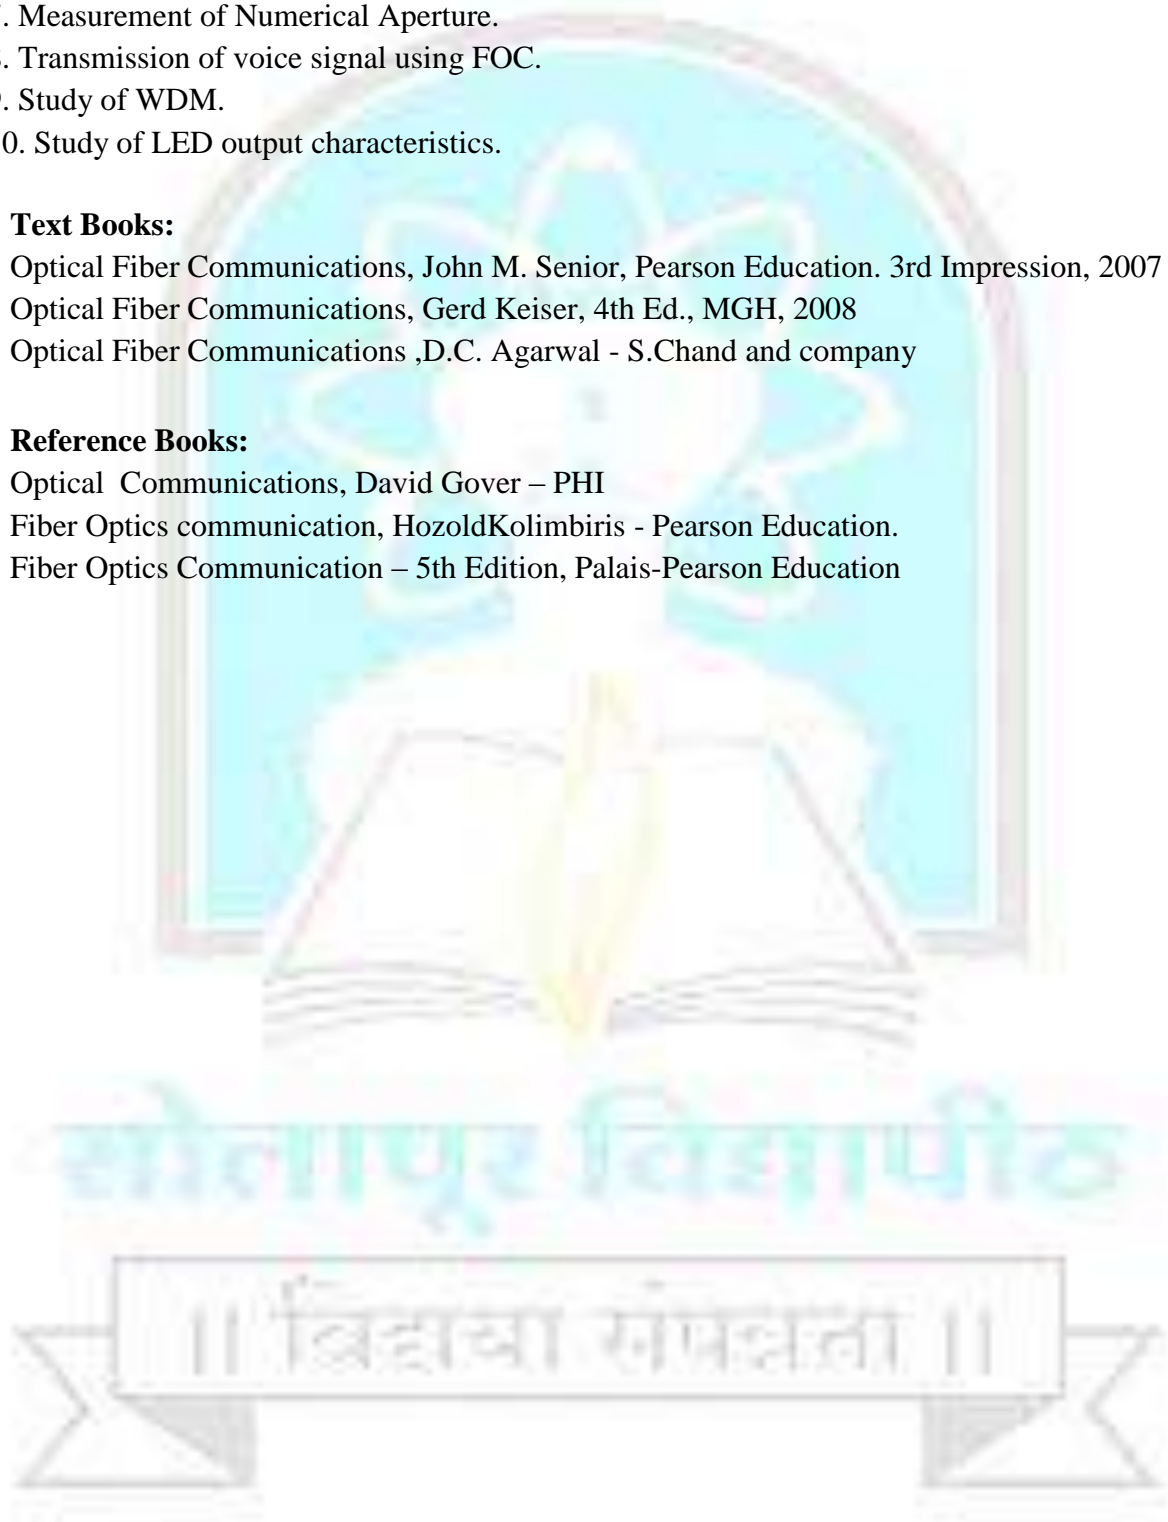 . Measurement of Numerical Aperture.
. Transmission of voice signal using FOC.
. Study of WDM.
0. Study of LED output characteristics.
Text Books:
Optical Fiber Communications, John M. Senior, Pearson Education. 3rd Impression, 2007
Optical Fiber Communications, Gerd Keiser, 4th Ed., MGH, 2008
Optical Fiber Communications ,D.C. Agarwal - S.Chand and company
Reference Books:
Optical  Communications, David Gover – PHI
Fiber Optics communication, HozoldKolimbiris - Pearson Education.
Fiber Optics Communication – 5th Edition, Palais-Pearson Education
सोलापूर विद्यापीठ
॥ विद्यया संपन्नता ॥